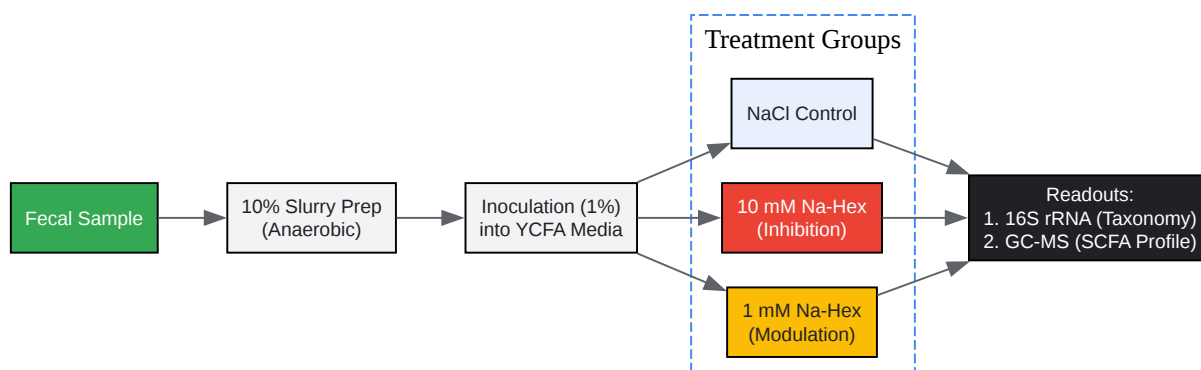 Treatment Groups
Fecal Sample
10% Slurry Prep
(Anaerobic)
Inoculation (1%)
into YCFA Media
NaCl Control
10 mM Na-Hex
(Inhibition)
1 mM Na-Hex
(Modulation)
Readouts:
1. 16S rRNA (Taxonomy)
2. GC-MS (SCFA Profile)